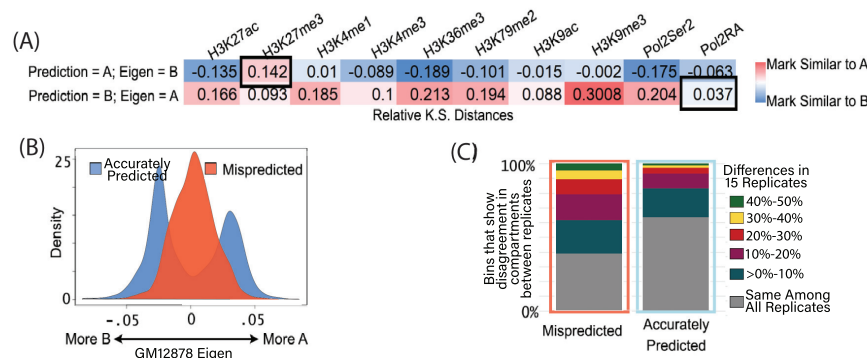 (A)
H3K27ac H3K27me3 H3K4me1 H3K4me3 H3K36me3 H3K79me2 H3K9ac H3K9me3 Pol2Ser2 Pol2RA
Prediction = A; Eigen = B -0.135 0.142 0.01 -0.089 -0.189 -0.101 -0.015 -0.002 -0.175 -0.063
Prediction = B; Eigen = A 0.166 0.093 0.185 0.1 0.213 0.194 0.088 0.3008 0.204 0.037
Relative K.S. Distances
Mark Similar to A
Mark Similar to B
(B)
Accurately
Predicted
Mispredicted
25
0
Density
-.05 0 .05
More B More A
GM12878 Eigen
(C)
100%
0%
Bins that show
disagreement in
compartments
between replicates
Mispredicted
Accurately
Predicted
Differences in
15 Replicates
40%-50%
30%-40%
20%-30%
10%-20%
>0%-10%
Same Among
All Replicates